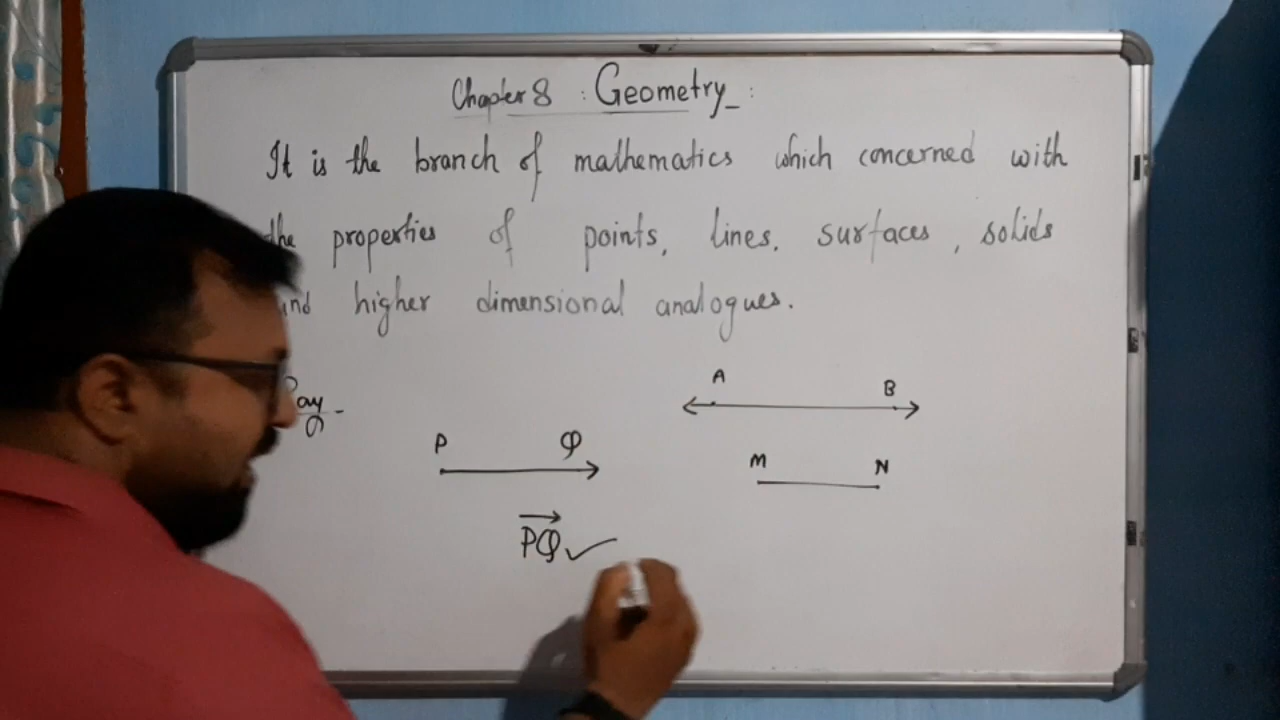 Chapter 8 : Geometry_ :
It is the branch of mathematics which concerned with
the properties of points, lines, surfaces, solids
and higher dimensional analogues.
Ray -
A B
P Q
M N
PQ